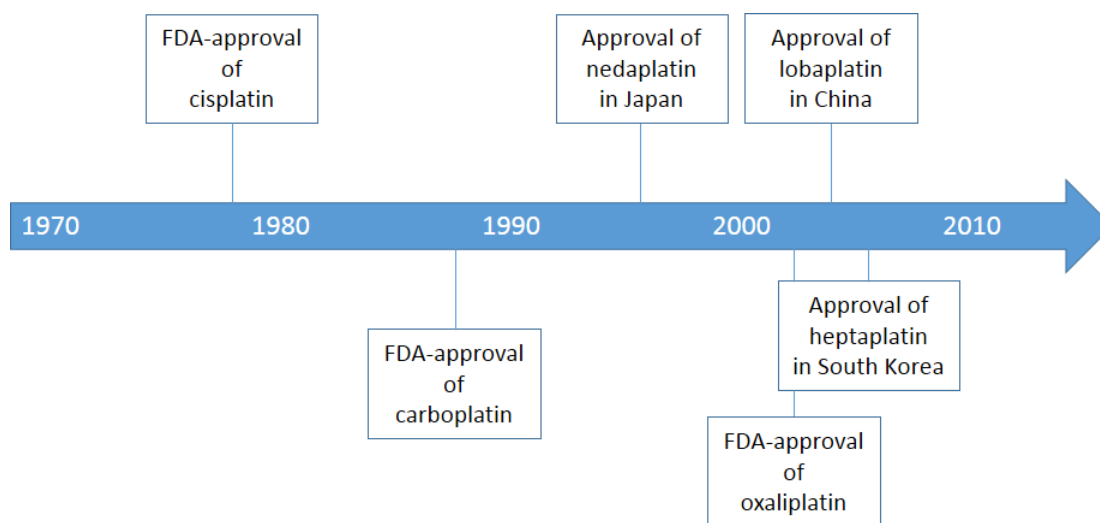 FDA-approval
of
cisplatin
Approval of
nedaplatin
in Japan
Approval of
lobaplatin
in China
1970 1980 1990 2000 2010
FDA-approval
of
carboplatin
Approval of
heptaplatin
in South Korea
FDA-approval
of
oxaliplatin